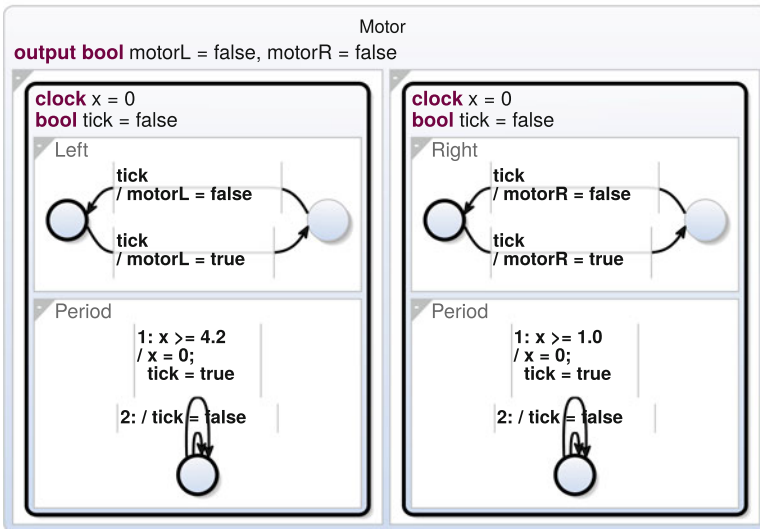 Motor
output bool motorL = false, motorR = false
clock x = 0
bool tick = false
Left
tick
/ motorL = false
tick
/ motorL = true
Period
1: x >= 4.2
/ x = 0;
tick = true
2: / tick = false
clock x = 0
bool tick = false
Right
tick
/ motorR = false
tick
/ motorR = true
Period
1: x >= 1.0
/ x = 0;
tick = true
2: / tick = false